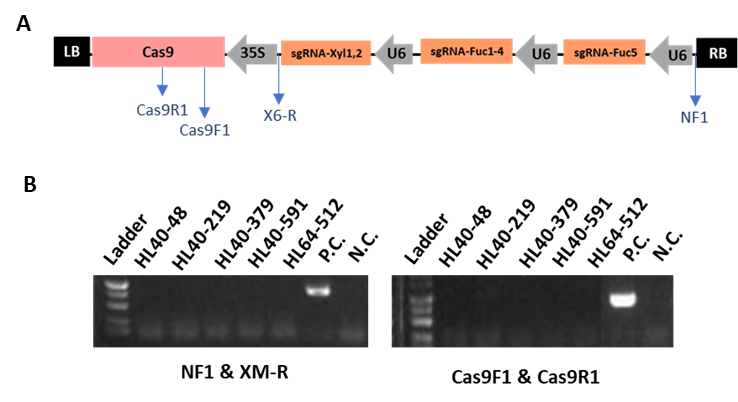 A
LB Cas9 35S sgRNA-Xyl1,2 U6 sgRNA-Fuc1-4 U6 sgRNA-Fuc5 U6 RB
Cas9R1 Cas9F1 X6-R NF1
B
Ladder HL40-48 HL40-219 HL40-379 HL40-591 HL64-512 P.C. N.C. Ladder HL40-48 HL40-219 HL40-379 HL40-591 HL64-512 P.C. N.C.
NF1 & XM-R Cas9F1 & Cas9R1